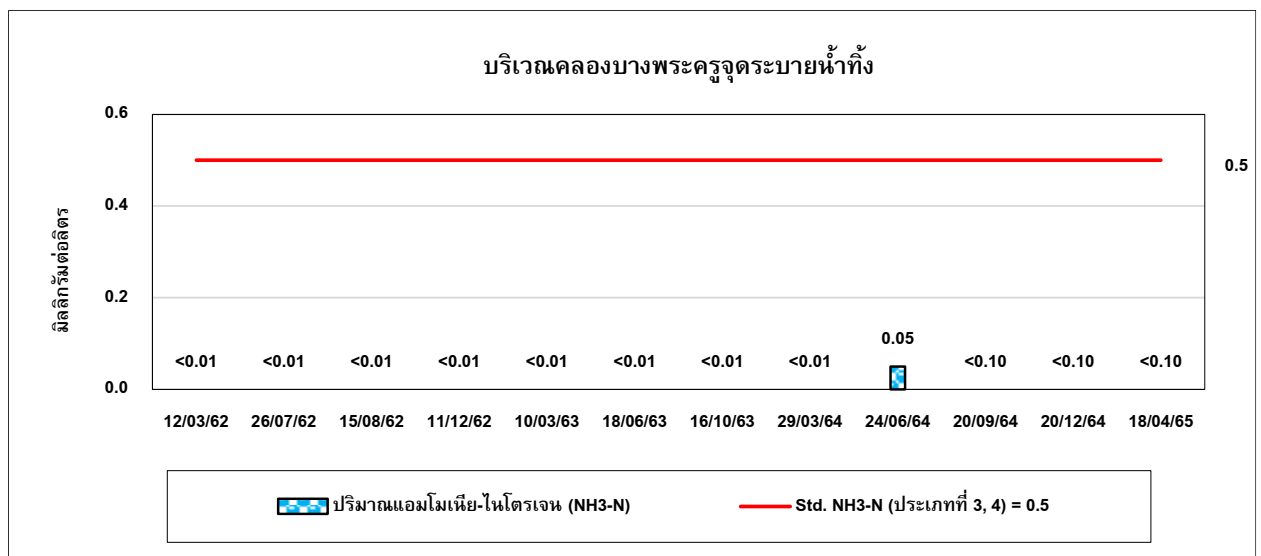 บริเวณคลองบางพระครูจุดระบายน้ำทิ้ง
มิลลิกรัมต่อลิตร
0.6
0.4
0.2
0.0
0.5
<0.01 <0.01 <0.01 <0.01 <0.01 <0.01 <0.01 <0.01 0.05 <0.10 <0.10 <0.10
12/03/62 26/07/62 15/08/62 11/12/62 10/03/63 18/06/63 16/10/63 29/03/64 24/06/64 20/09/64 20/12/64 18/04/65
ปริมาณแอมโมเนีย-ไนโตรเจน (NH3-N) Std. NH3-N (ประเภทที่ 3, 4) = 0.5